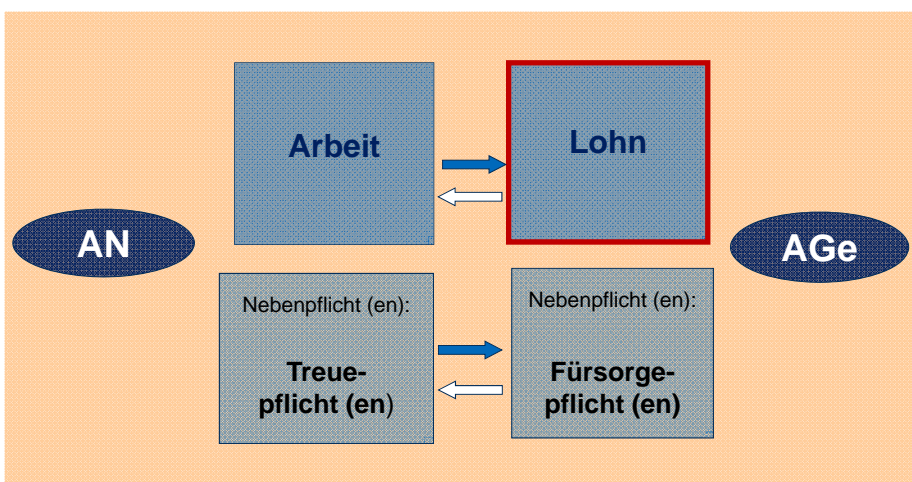 Arbeit
Lohn
AN
AGe
Nebenpflicht (en):
Treue-
pflicht (en)
Nebenpflicht (en):
Fürsorge-
pflicht (en)